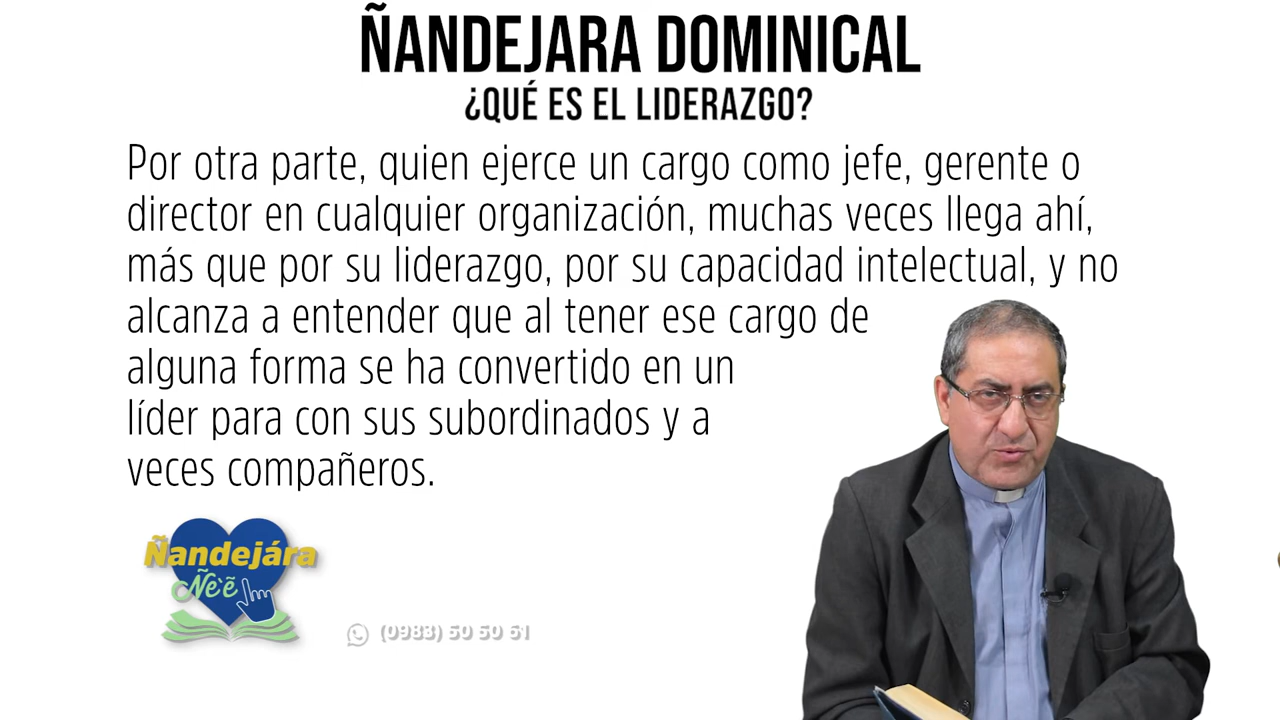 ÑANDEJARA DOMINICAL
¿QUÉ ES EL LIDERAZGO?
Por otra parte, quien ejerce un cargo como jefe, gerente o
director en cualquier organización, muchas veces llega ahí,
más que por su liderazgo, por su capacidad intelectual, y no
alcanza a entender que al tener ese cargo de
alguna forma se ha convertido en un
líder para con sus subordinados y a
veces compañeros.
Ñandejára
Ñe'ẽ
(0983) 50 50 51